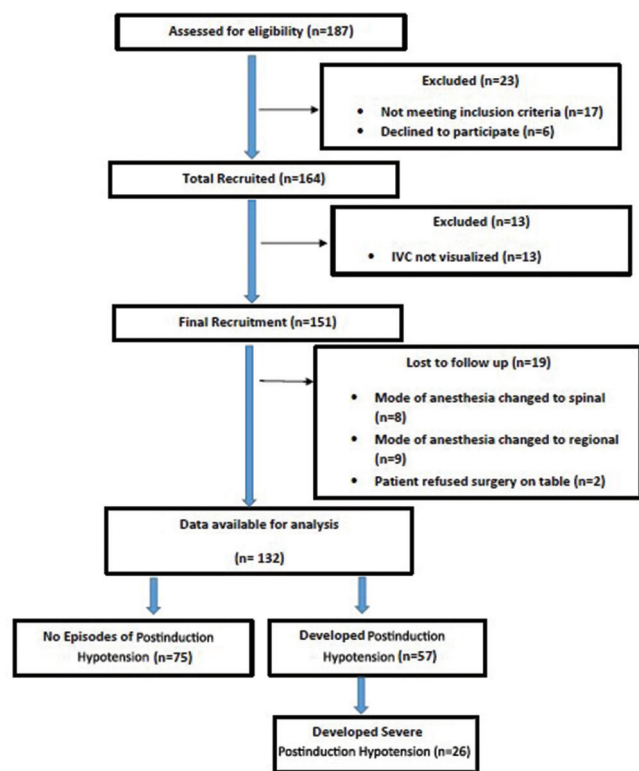 Assessed for eligibility (n=187)
Excluded (n=23)
• Not meeting inclusion criteria (n=17)
• Declined to participate (n=6)
Total Recruited (n=164)
Excluded (n=13)
• IVC not visualized (n=13)
Final Recruitment (n=151)
Lost to follow up (n=19)
• Mode of anesthesia changed to spinal
(n=8)
• Mode of anesthesia changed to regional
(n=9)
• Patient refused surgery on table (n=2)
Data available for analysis
(n= 132)
No Episodes of Postinduction
Hypotension (n=75)
Developed Postinduction
Hypotension (n=57)
Developed Severe
Postinduction Hypotension (n=26)